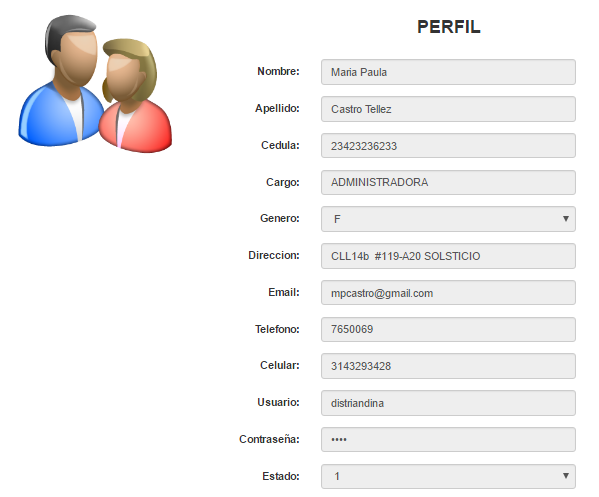 PERFIL
Nombre: Maria Paula
Apellido: Castro Tellez
Cedula: 23423236233
Cargo: ADMINISTRADORA
Genero: F
Direccion: CLL14b #119-A20 SOLSTICIO
Email: mpcastro@gmail.com
Telefono: 7650069
Celular: 3143293428
Usuario: distriandina
Contraseña: ••••
Estado: 1